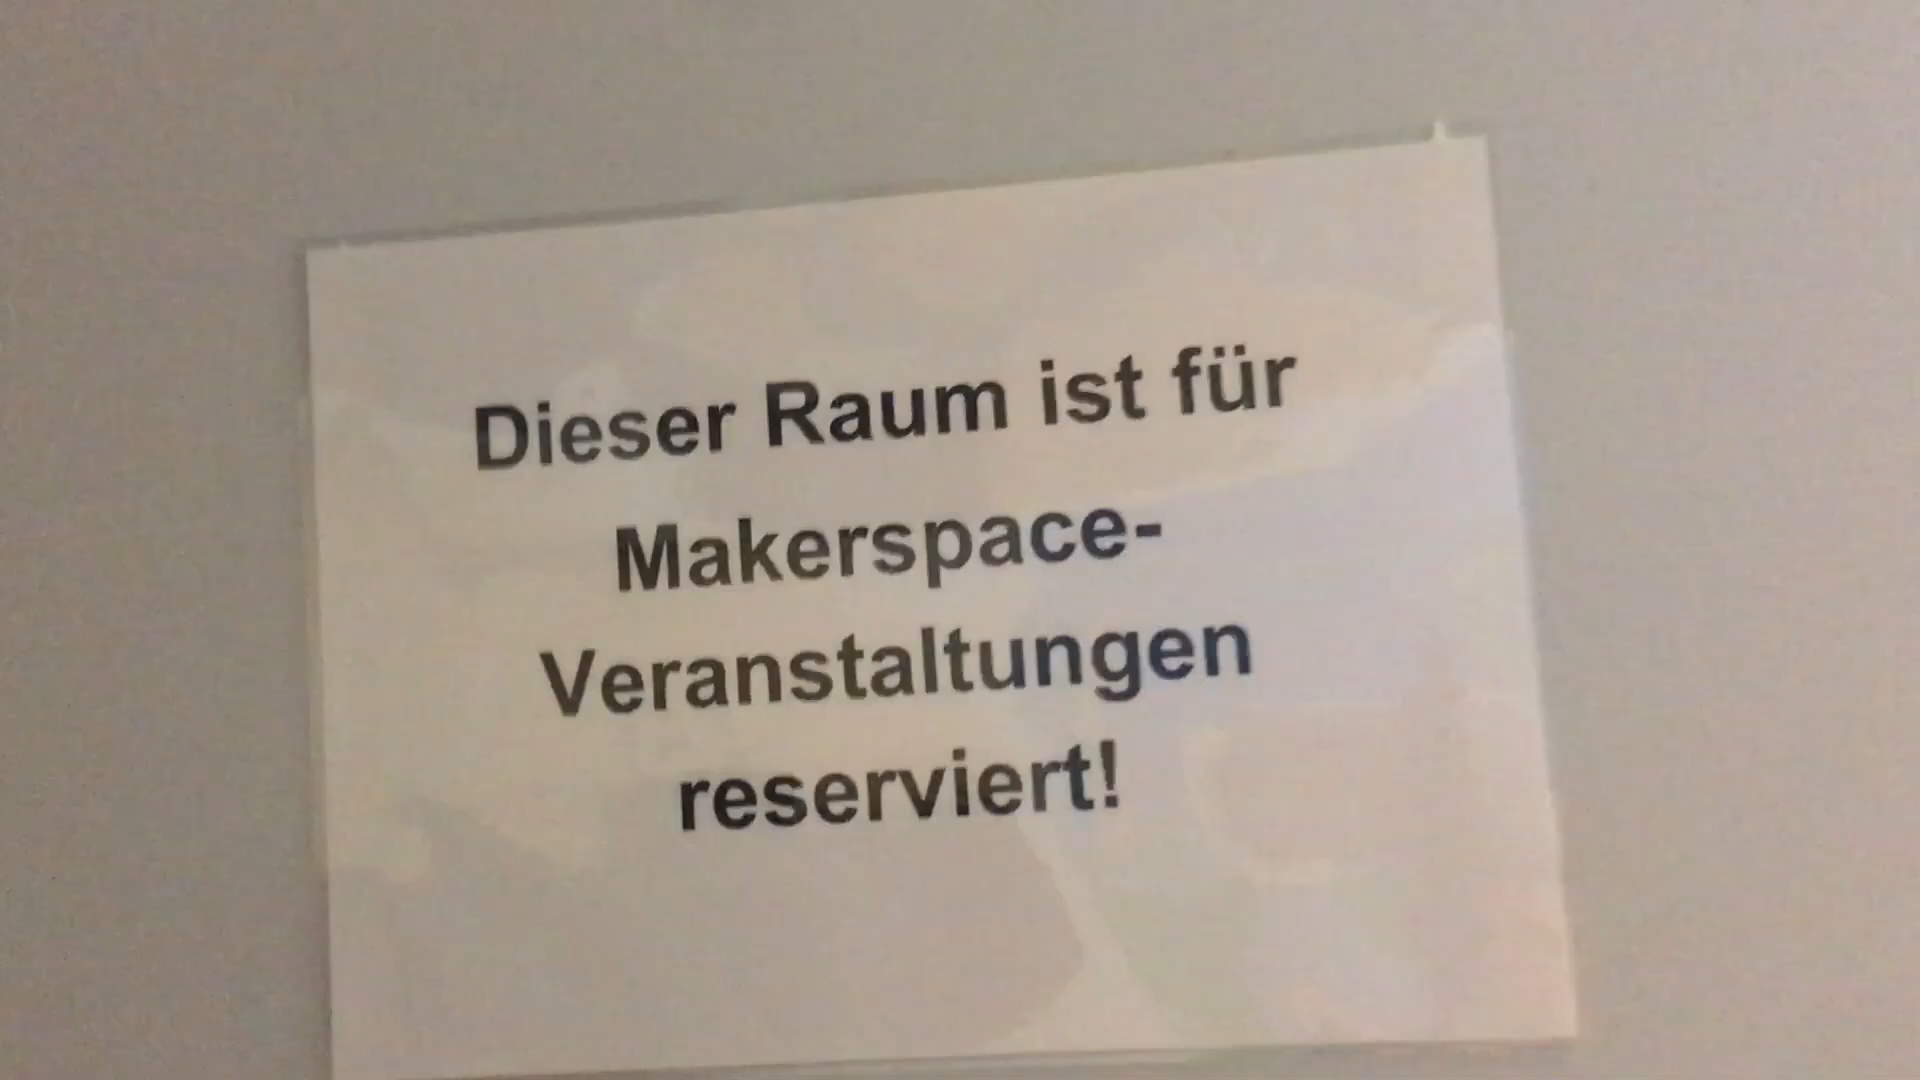 Dieser Raum ist für
Makerspace-
Veranstaltungen
reserviert!